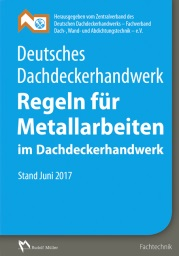 Herausgegeben vom Zentralverband des
Deutschen Dachdeckerhandwerks – Fachverband
Dach-, Wand- und Abdichtungstechnik – e.V.
Deutsches
Dachdeckerhandwerk
Regeln für
Metallarbeiten
im Dachdeckerhandwerk
Stand Juni 2017
Rudolf Müller
Fachtechnik